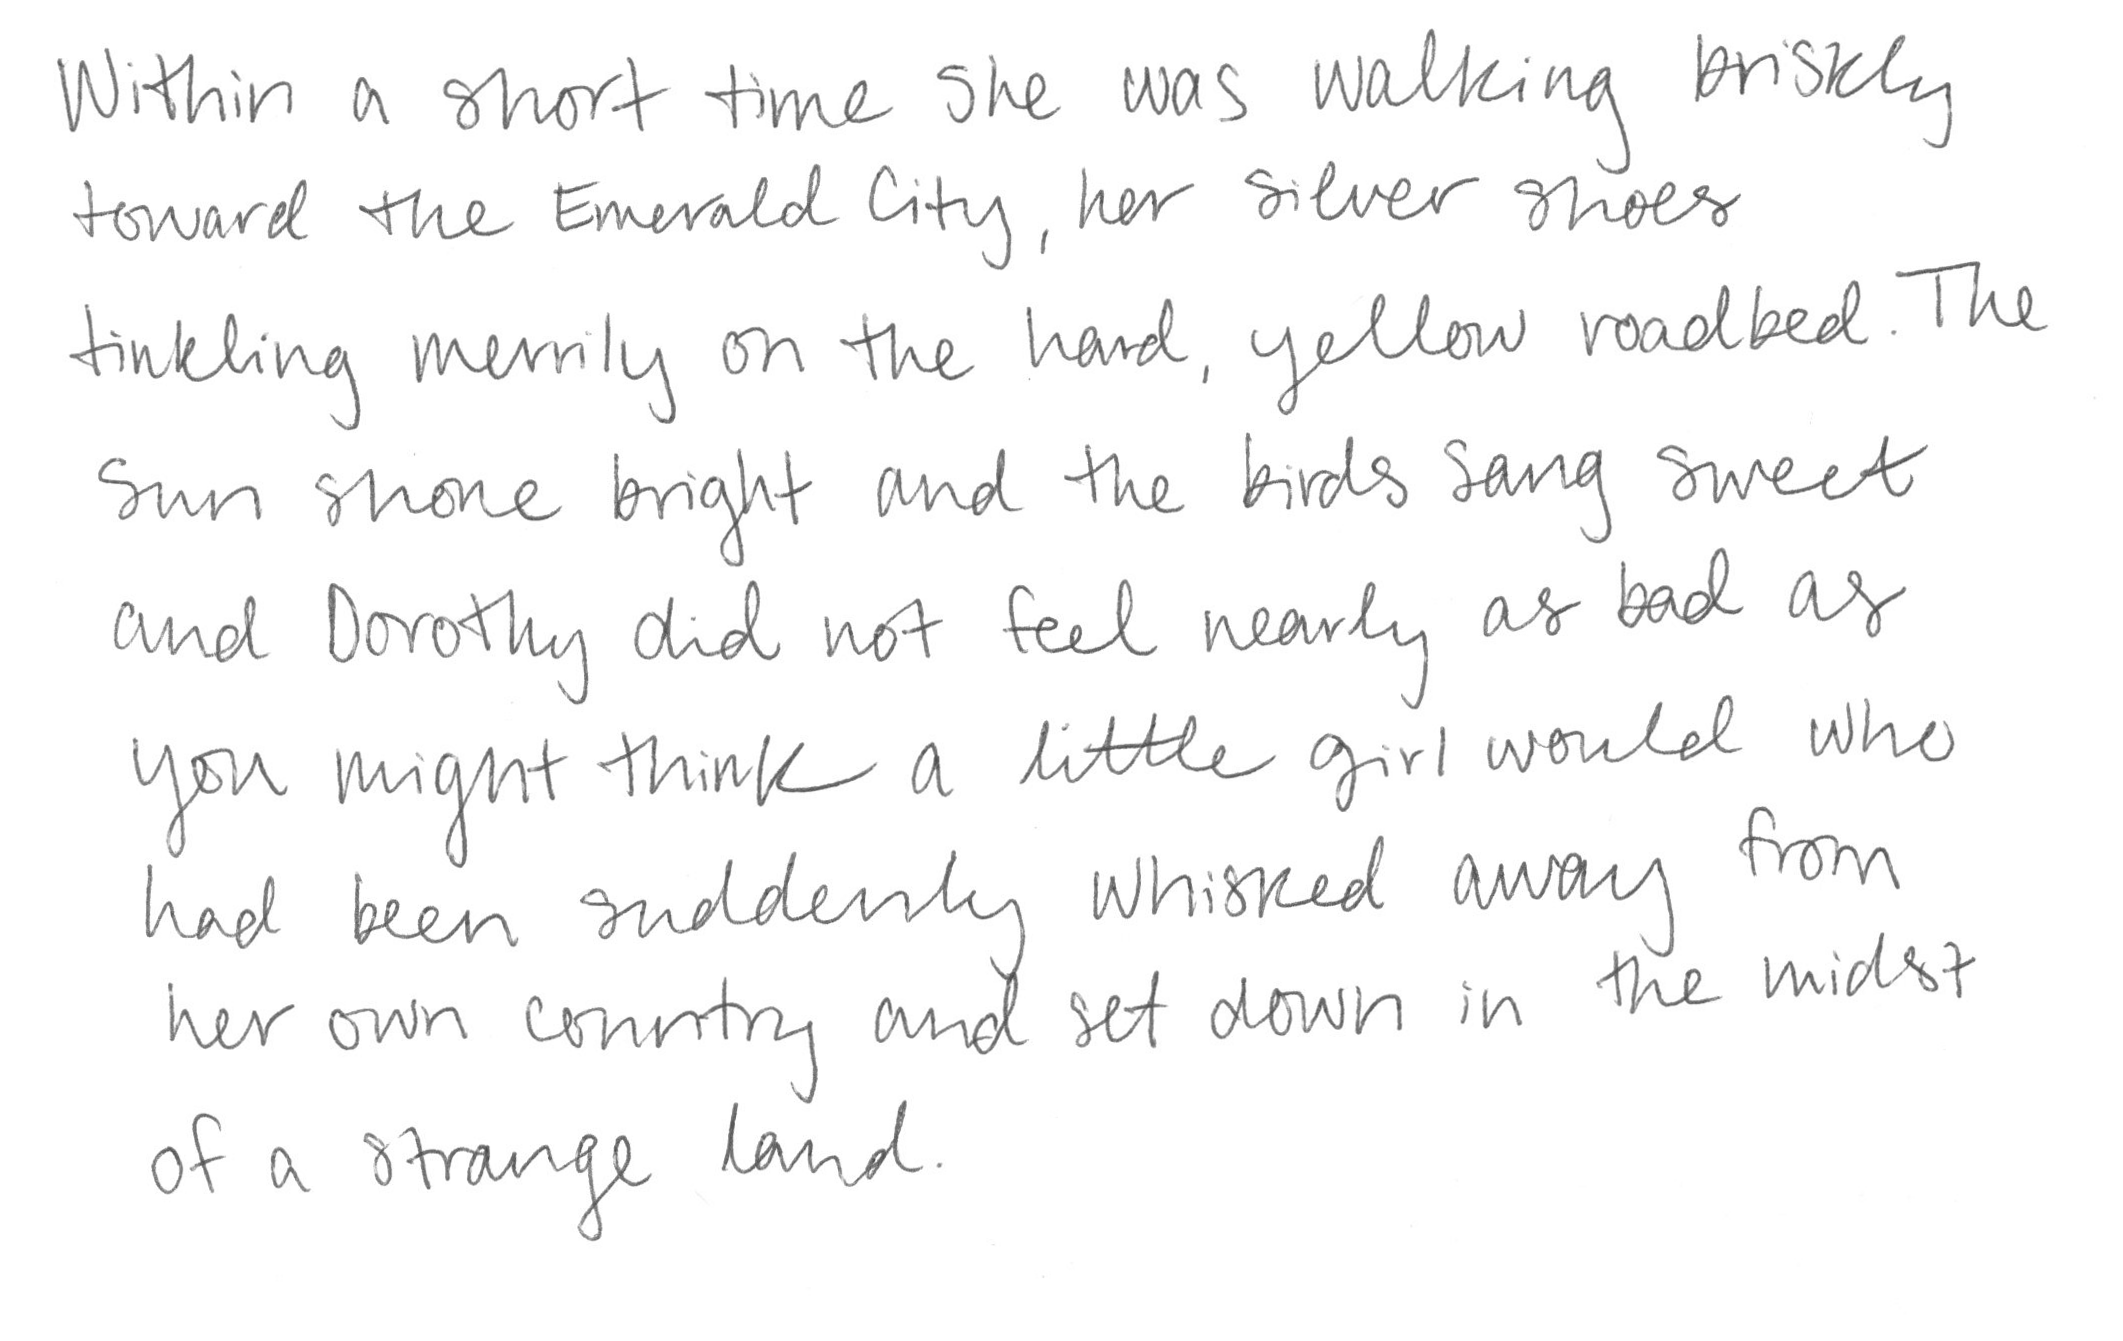 Within a short time she was walking briskly
toward the Emerald City, her silver shoes
tinkling merrily on the hard, yellow roadbed. The
sun shone bright and the birds sang sweet
and Dorothy did not feel nearly as bad as
you might think a little girl would who
had been suddenly whisked away from
her own country and set down in the midst
of a strange land.